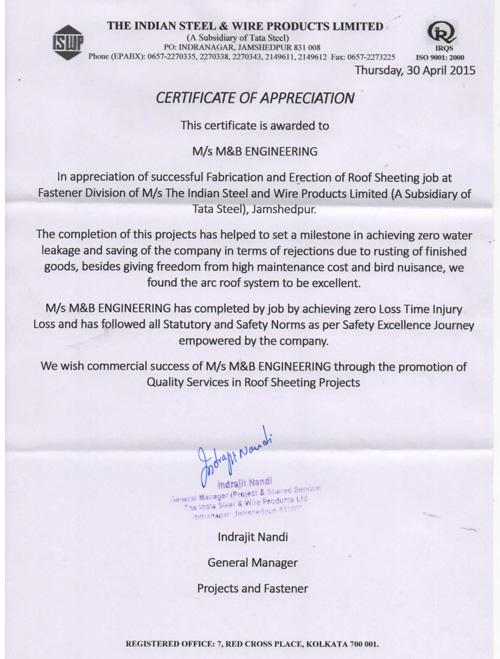 THE INDIAN STEEL & WIRE PRODUCTS LIMITED
(A Subsidiary of Tata Steel)
PO: INDRANAGAR, JAMSHEDPUR 831 008
Phone (EPABX): 0657-2270335, 2270338, 2270343, 2149611, 2149612 Fax: 0657-2273225
ISWP
IRQS
ISO 9001: 2000
Thursday, 30 April 2015
CERTIFICATE OF APPRECIATION
This certificate is awarded to
M/s M&B ENGINEERING
In appreciation of successful Fabrication and Erection of Roof Sheeting job at
Fastener Division of M/s The Indian Steel and Wire Products Limited (A Subsidiary of
Tata Steel), Jamshedpur.
The completion of this projects has helped to set a milestone in achieving zero water
leakage and saving of the company in terms of rejections due to rusting of finished
goods, besides giving freedom from high maintenance cost and bird nuisance, we
found the arc roof system to be excellent.
M/s M&B ENGINEERING has completed by job by achieving zero Loss Time Injury
Loss and has followed all Statutory and Safety Norms as per Safety Excellence Journey
empowered by the company.
We wish commercial success of M/s M&B ENGINEERING through the promotion of
Quality Services in Roof Sheeting Projects
Indrajit Nandi
Indrajit Nandi
General Manager (Project & Shared Service)
The India Steel & Wire Products Ltd
Indranagar, Jamshedpur-831008
Indrajit Nandi
General Manager
Projects and Fastener
REGISTERED OFFICE: 7, RED CROSS PLACE, KOLKATA 700 001.